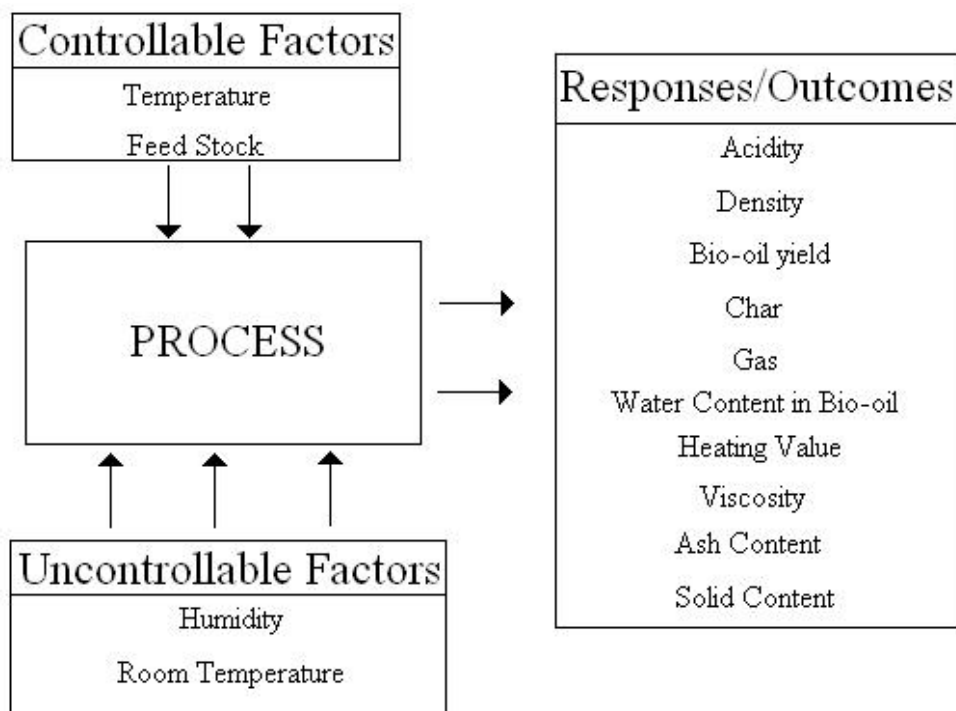 Controllable Factors
Temperature
Feed Stock
PROCESS
Uncontrollable Factors
Humidity
Room Temperature
Responses/Outcomes
Acidity
Density
Bio-oil yield
Char
Gas
Water Content in Bio-oil
Heating Value
Viscosity
Ash Content
Solid Content